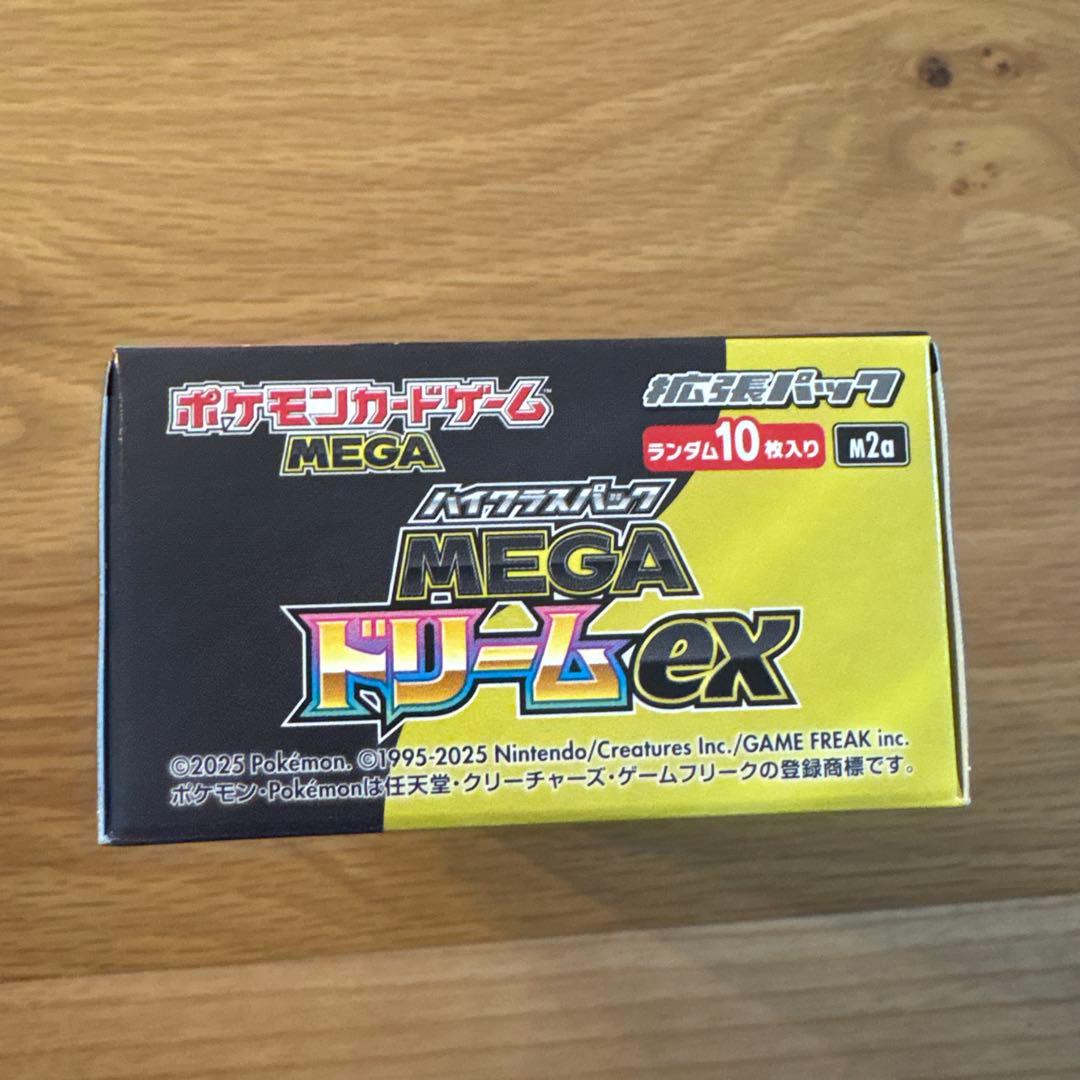 ポケモンカードゲーム™
MEGA
拡張パック
ランダム10枚入り M2a
ハイクラスパック
MEGA
ドリームex
©2025 Pokémon. ©1995-2025 Nintendo/Creatures Inc./GAME FREAK inc.
ポケモン・Pokémonは任天堂・クリーチャーズ・ゲームフリークの登録商標です。